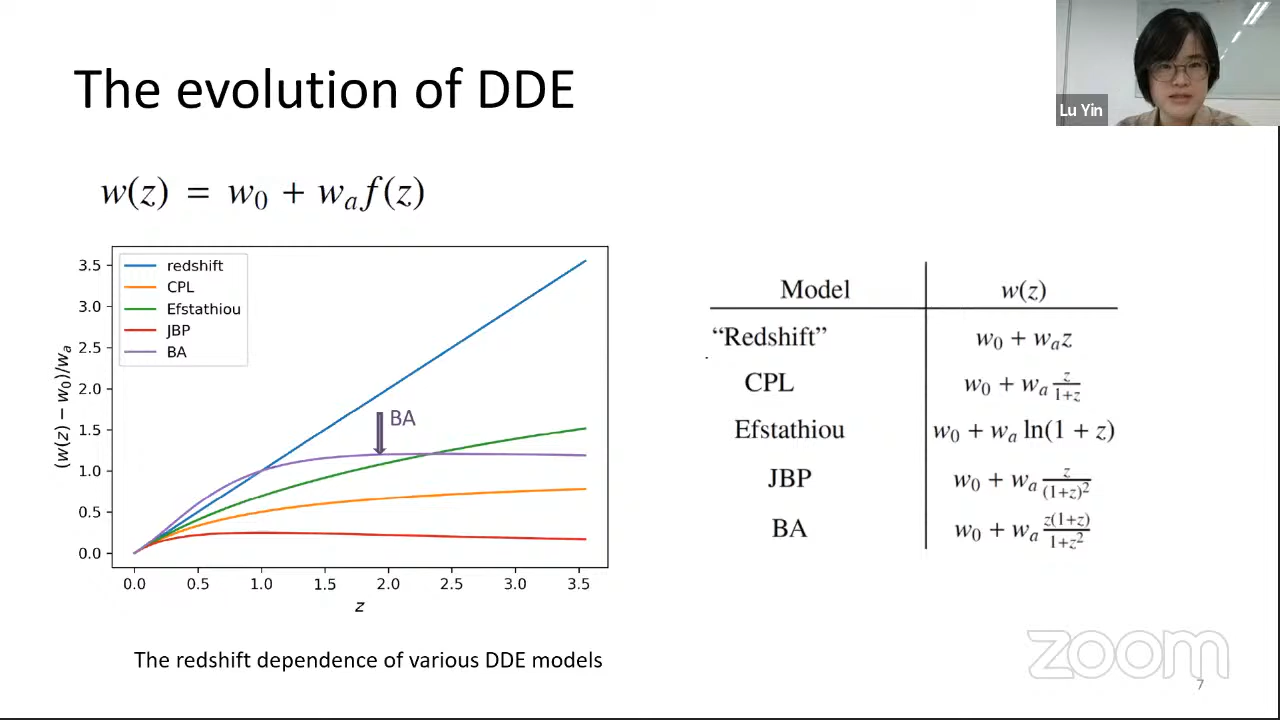 The evolution of DDE
Lu Yin
w(z) = w₀ + wₐf(z)
redshift
CPL
Efstathiou
JBP
BA
3.5
3.0
2.5
2.0
1.5
1.0
0.5
0.0
(w(z) − w₀)/wₐ
BA
0.0 0.5 1.0 1.5 2.0 2.5 3.0 3.5
z
The redshift dependence of various DDE models
Model w(z)
“Redshift” w₀ + wₐz
CPL w₀ + wₐ z/(1+z)
Efstathiou w₀ + wₐ ln(1 + z)
JBP w₀ + wₐ z/(1+z)²
BA w₀ + wₐ z(1+z)/(1+z²)
zoom
7